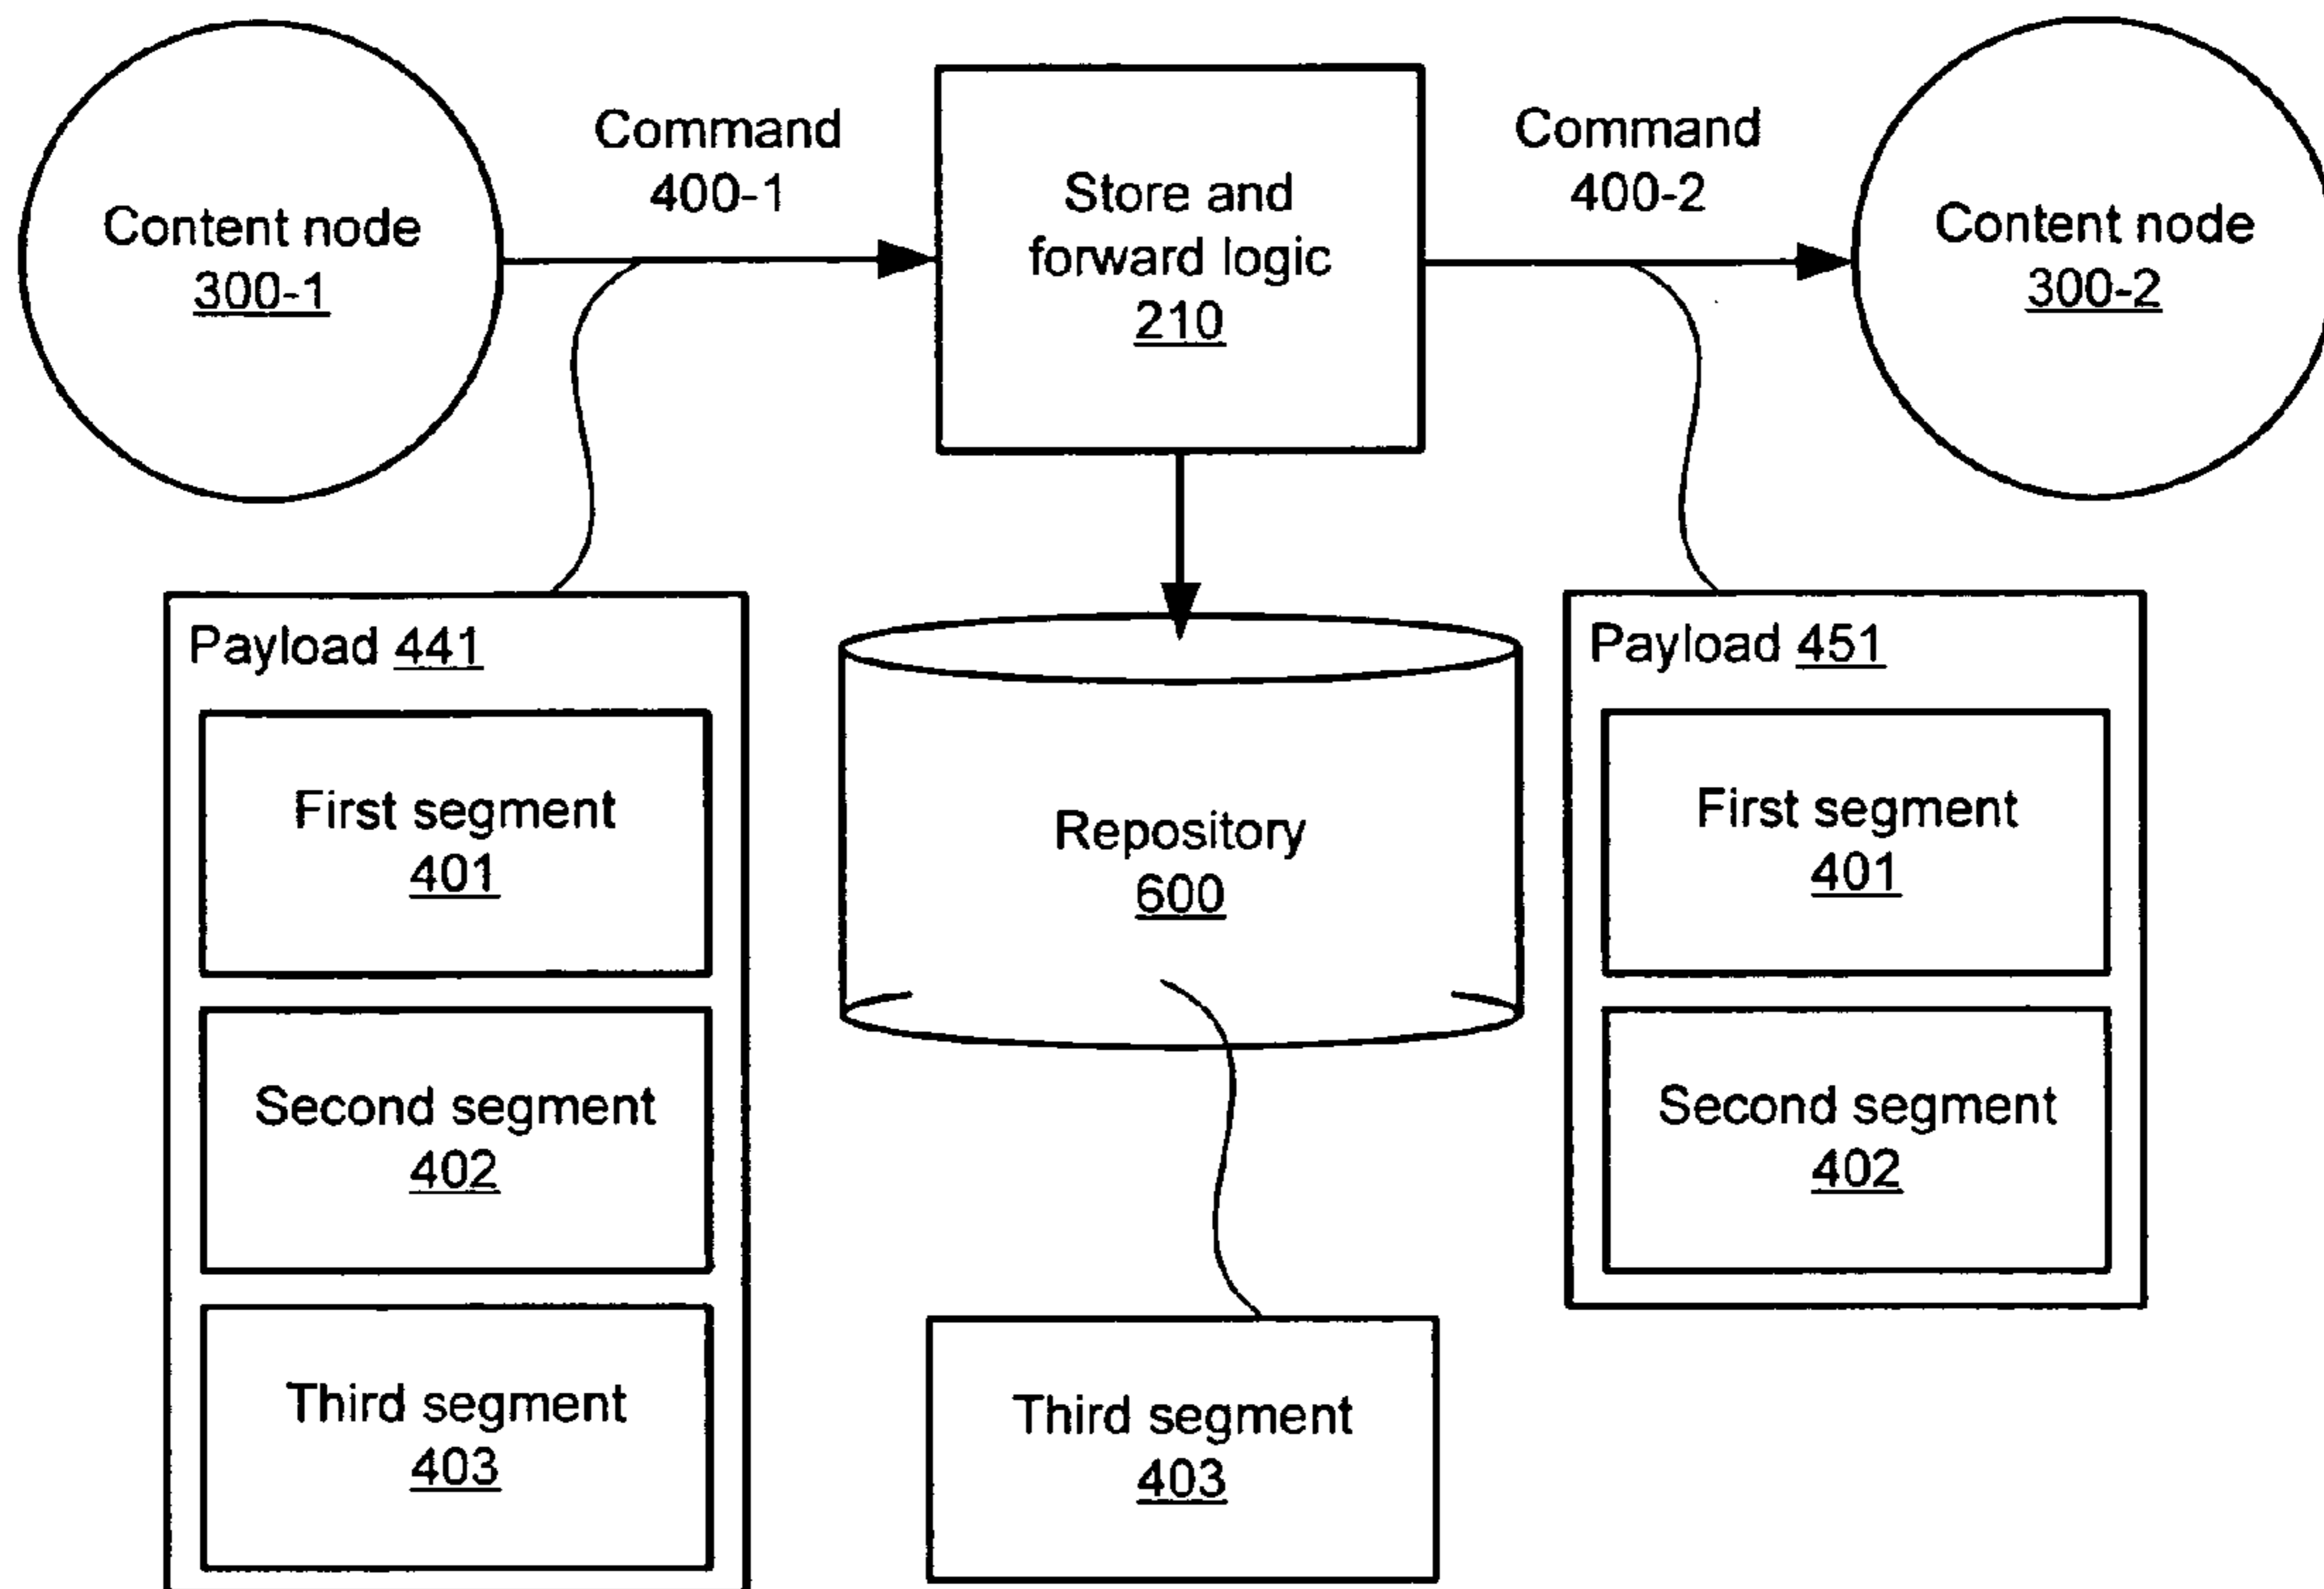 Content node
300-1
Command
400-1
Store and
forward logic
210
Command
400-2
Content node
300-2
Payload 441
First segment
401
Second segment
402
Third segment
403
Repository
600
Third segment
403
Payload 451
First segment
401
Second segment
402